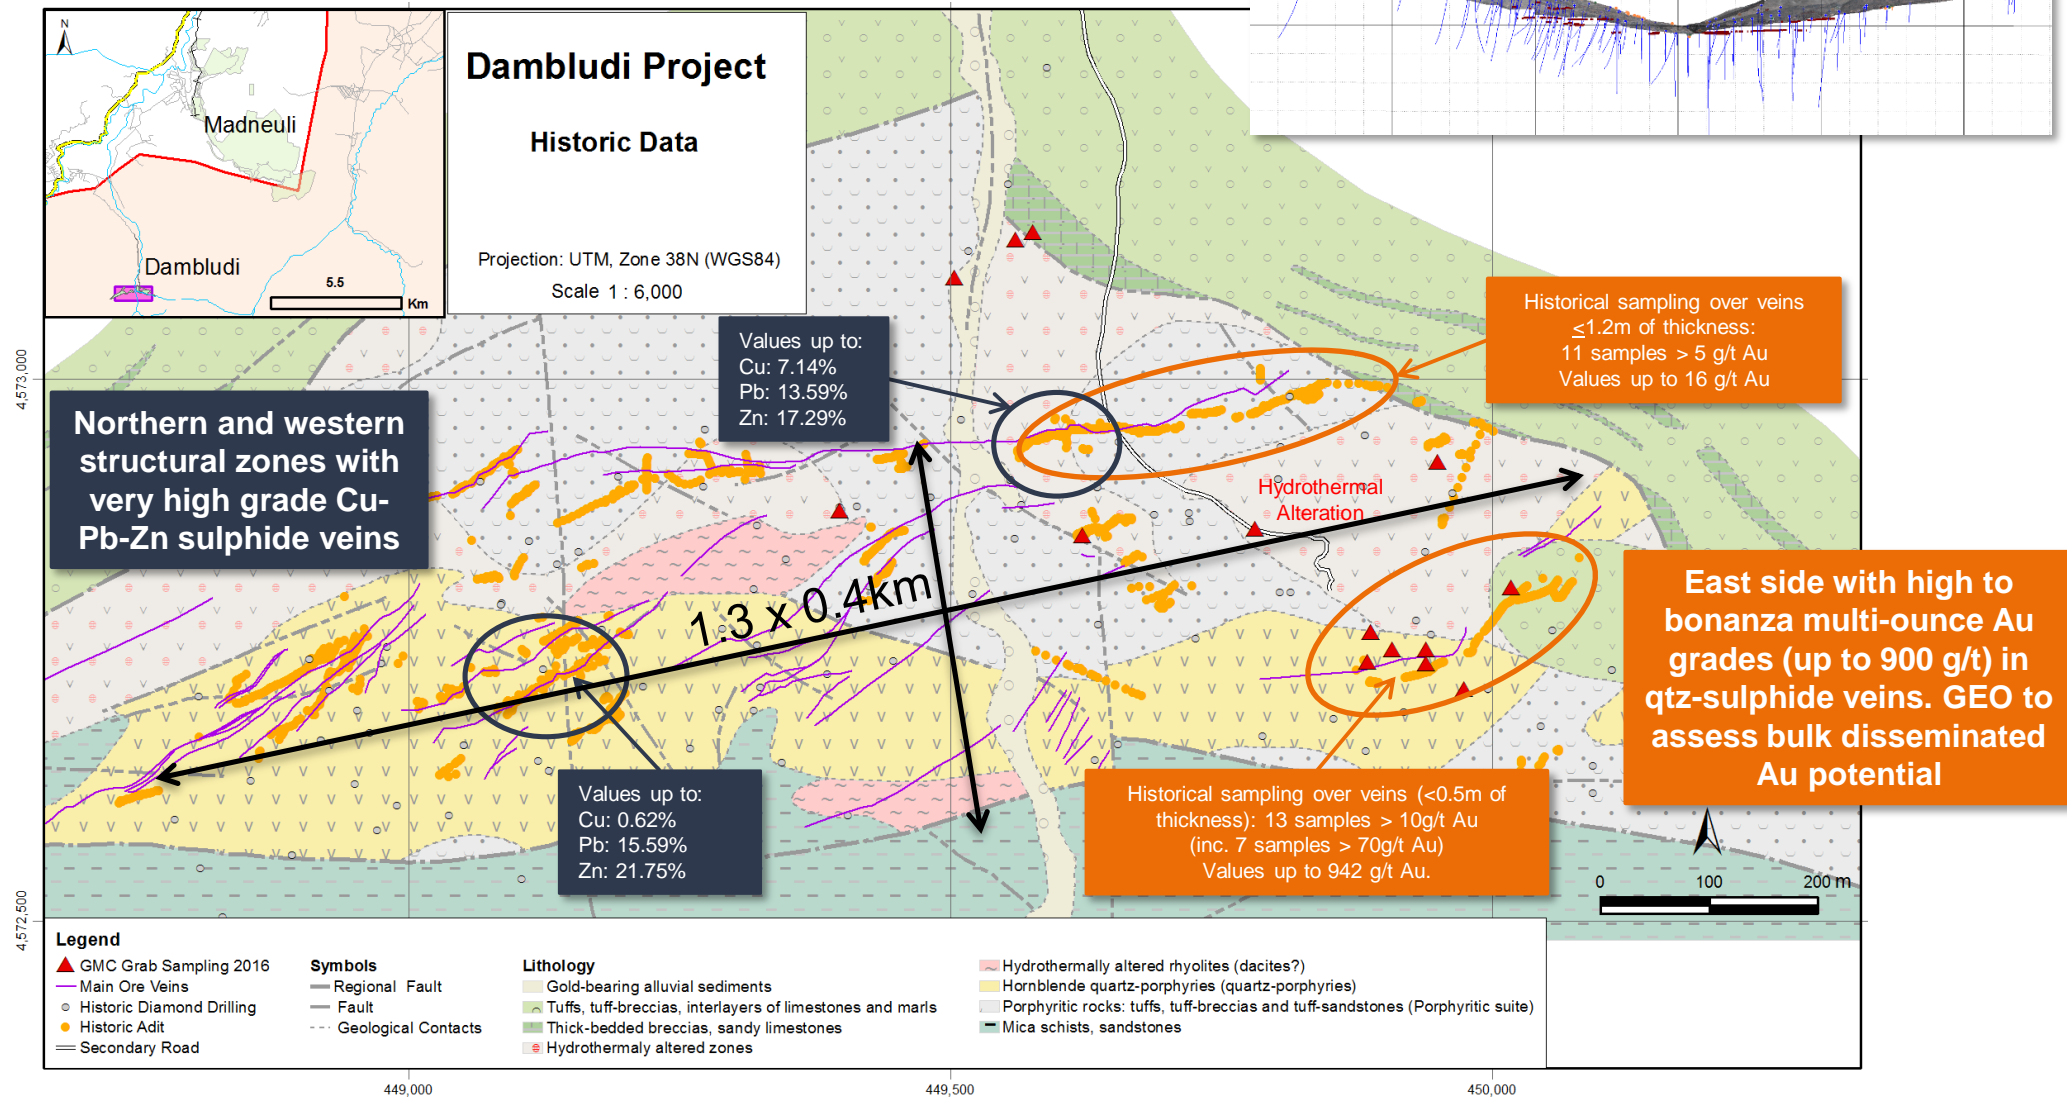 N
Madneuli
Dambludi
5.5
Km
Dambludi Project
Historic Data
Projection: UTM, Zone 38N (WGS84)
Scale 1 : 6,000
4,573,000
4,572,500
Northern and western
structural zones with
very high grade Cu-
Pb-Zn sulphide veins
Values up to:
Cu: 7.14%
Pb: 13.59%
Zn: 17.29%
Historical sampling over veins
≤1.2m of thickness:
11 samples > 5 g/t Au
Values up to 16 g/t Au
Hydrothermal
Alteration
1.3 x 0.4km
East side with high to
bonanza multi-ounce Au
grades (up to 900 g/t) in
qtz-sulphide veins. GEO to
assess bulk disseminated
Au potential
Values up to:
Cu: 0.62%
Pb: 15.59%
Zn: 21.75%
Historical sampling over veins (<0.5m of
thickness): 13 samples > 10g/t Au
(inc. 7 samples > 70g/t Au)
Values up to 942 g/t Au.
0 100 200 m
Legend
GMC Grab Sampling 2016
Main Ore Veins
Historic Diamond Drilling
Historic Adit
Secondary Road
Symbols
Regional Fault
Fault
Geological Contacts
Lithology
Gold-bearing alluvial sediments
Tuffs, tuff-breccias, interlayers of limestones and marls
Thick-bedded breccias, sandy limestones
Hydrothermaly altered zones
Hydrothermally altered rhyolites (dacites?)
Hornblende quartz-porphyries (quartz-porphyries)
Porphyritic rocks: tuffs, tuff-breccias and tuff-sandstones (Porphyritic suite)
Mica schists, sandstones
449,000
449,500
450,000